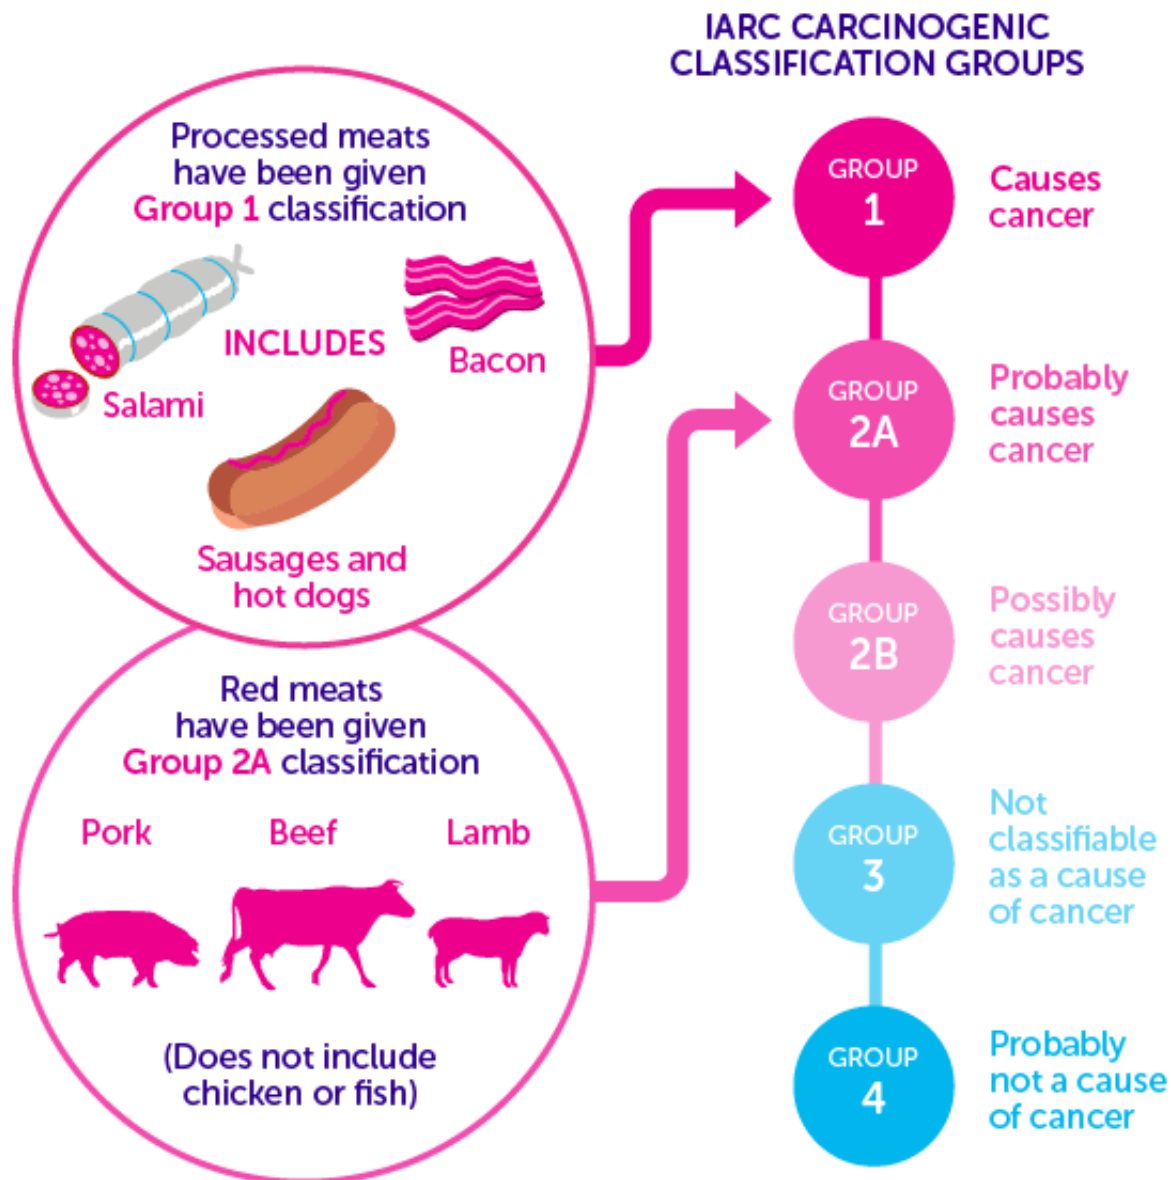 IARC CARCINOGENIC
CLASSIFICATION GROUPS
Processed meats
have been given
Group 1 classification
INCLUDES
Bacon
Salami
Sausages and
hot dogs
Red meats
have been given
Group 2A classification
Pork
Beef
Lamb
(Does not include
chicken or fish)
GROUP
1
Causes
cancer
GROUP
2A
Probably
causes
cancer
GROUP
2B
Possibly
causes
cancer
GROUP
3
Not
classifiable
as a cause
of cancer
GROUP
4
Probably
not a cause
of cancer